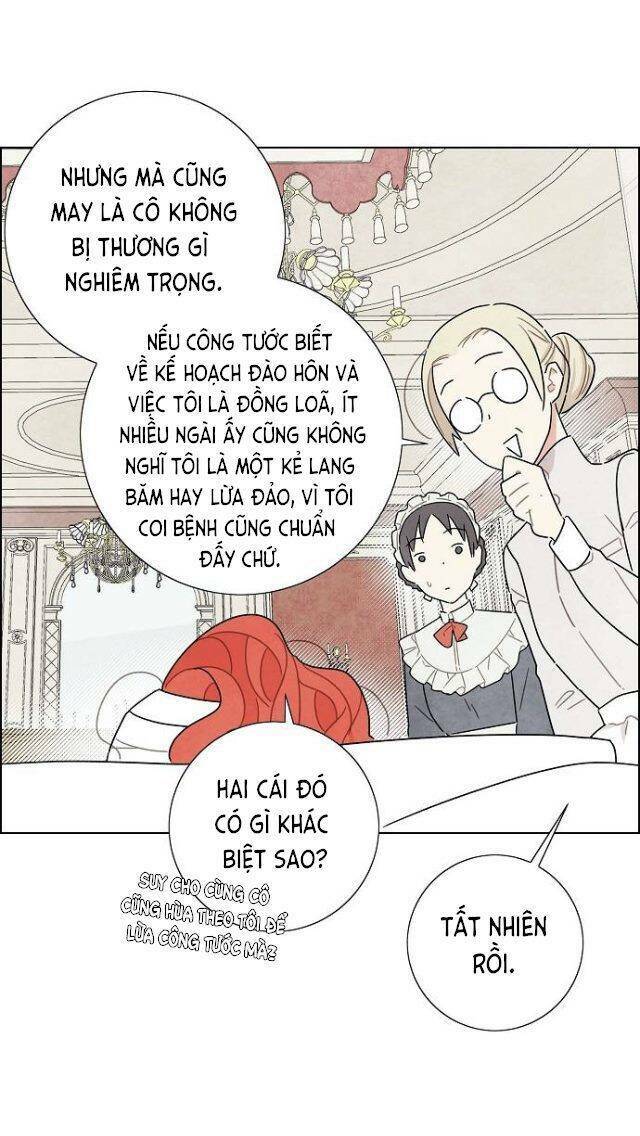 NHƯNG MÀ CŨNG
MAY LÀ CÔ KHÔNG
BỊ THƯƠNG GÌ
NGHIÊM TRỌNG.
NẾU CÔNG TƯỚC BIẾT
VỀ KẾ HOẠCH ĐÀO HÔN VÀ
VIỆC TÔI LÀ ĐỒNG LOÃ, ÍT
NHIỀU NGÀI ẤY CŨNG KHÔNG
NGHĨ TÔI LÀ MỘT KẺ LANG
BĂM HAY LỪA ĐẢO, VÌ TÔI
COI BỆNH CŨNG CHUẨN
ĐẤY CHỨ.
HAI CÁI ĐÓ
CÓ GÌ KHÁC
BIỆT SAO?
SUY CHO CÙNG CÔ
CŨNG HÙA THEO TÔI ĐỂ
LỪA CÔNG TƯỚC MÀ?
TẤT NHIÊN
RỒI.